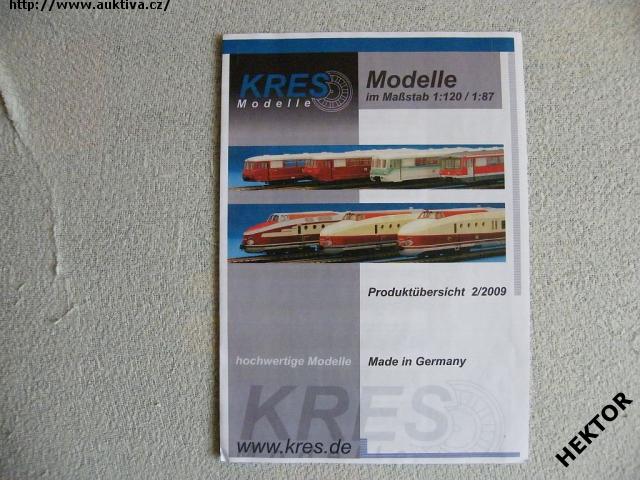 http://www.auktiva.cz/
KRES
Modelle
Modelle
im Maßstab 1:120 / 1:87
Produktübersicht 2/2009
hochwertige Modelle
Made in Germany
KRES
www.kres.de
HEKTOR